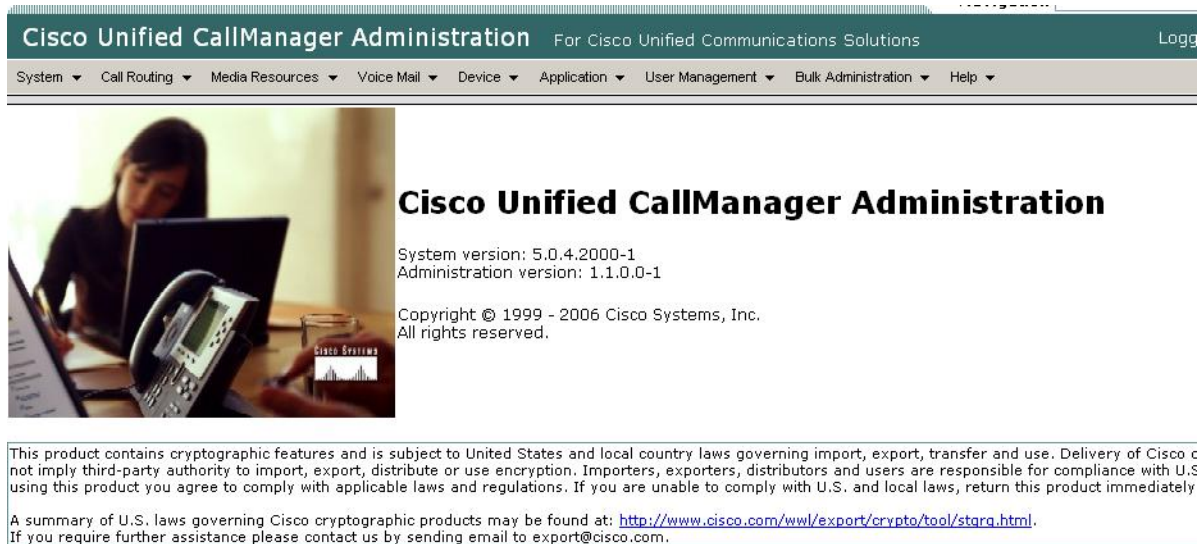 Cisco Unified CallManager Administration For Cisco Unified Communications Solutions
System Call Routing Media Resources Voice Mail Device Application User Management Bulk Administration Help
Cisco Unified CallManager Administration
System version: 5.0.4.2000-1
Administration version: 1.1.0.0-1
Copyright © 1999 - 2006 Cisco Systems, Inc.
All rights reserved.
CISCO SYSTEMS
This product contains cryptographic features and is subject to United States and local country laws governing import, export, transfer and use. Delivery of Cisco
not imply third-party authority to import, export, distribute or use encryption. Importers, exporters, distributors and users are responsible for compliance with U.S
using this product you agree to comply with applicable laws and regulations. If you are unable to comply with U.S. and local laws, return this product immediately
A summary of U.S. laws governing Cisco cryptographic products may be found at: http://www.cisco.com/wwl/export/crypto/tool/stqrg.html.
If you require further assistance please contact us by sending email to export@cisco.com.